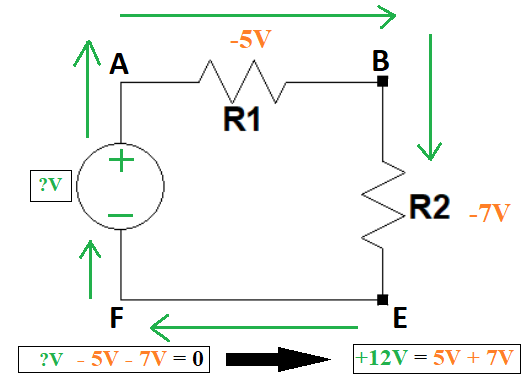 -5V
A
B
R1
+
?V
R2
-7V
−
F
E
?V - 5V - 7V = 0
+12V = 5V + 7V